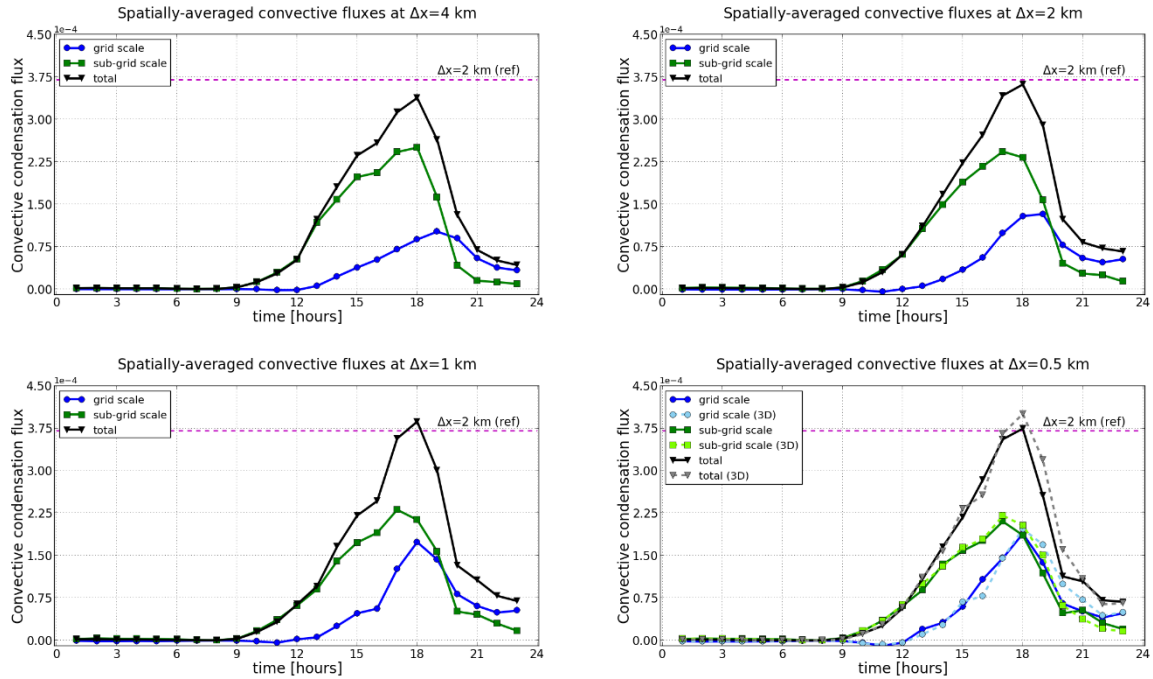 Spatially-averaged convective fluxes at Δx=4 km
1e−4
4.50
3.75
3.00
2.25
1.50
0.75
0.00
Convective condensation flux
grid scale
sub-grid scale
total
Δx=2 km (ref)
0 3 6 9 12 15 18 21 24
time [hours]
Spatially-averaged convective fluxes at Δx=2 km
1e−4
4.50
3.75
3.00
2.25
1.50
0.75
0.00
Convective condensation flux
grid scale
sub-grid scale
total
Δx=2 km (ref)
0 3 6 9 12 15 18 21 24
time [hours]
Spatially-averaged convective fluxes at Δx=1 km
1e−4
4.50
3.75
3.00
2.25
1.50
0.75
0.00
Convective condensation flux
grid scale
sub-grid scale
total
Δx=2 km (ref)
0 3 6 9 12 15 18 21 24
time [hours]
Spatially-averaged convective fluxes at Δx=0.5 km
1e−4
4.50
3.75
3.00
2.25
1.50
0.75
0.00
Convective condensation flux
grid scale
grid scale (3D)
sub-grid scale
sub-grid scale (3D)
total
total (3D)
Δx=2 km (ref)
0 3 6 9 12 15 18 21 24
time [hours]